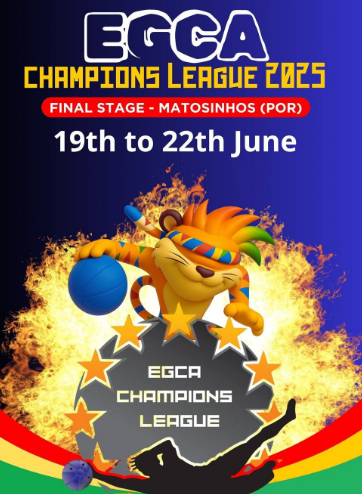 EGCA
CHAMPIONS LEAGUE 2025
FINAL STAGE - MATOSINHOS (POR)
19th to 22th June
EGCA
CHAMPIONS
LEAGUE